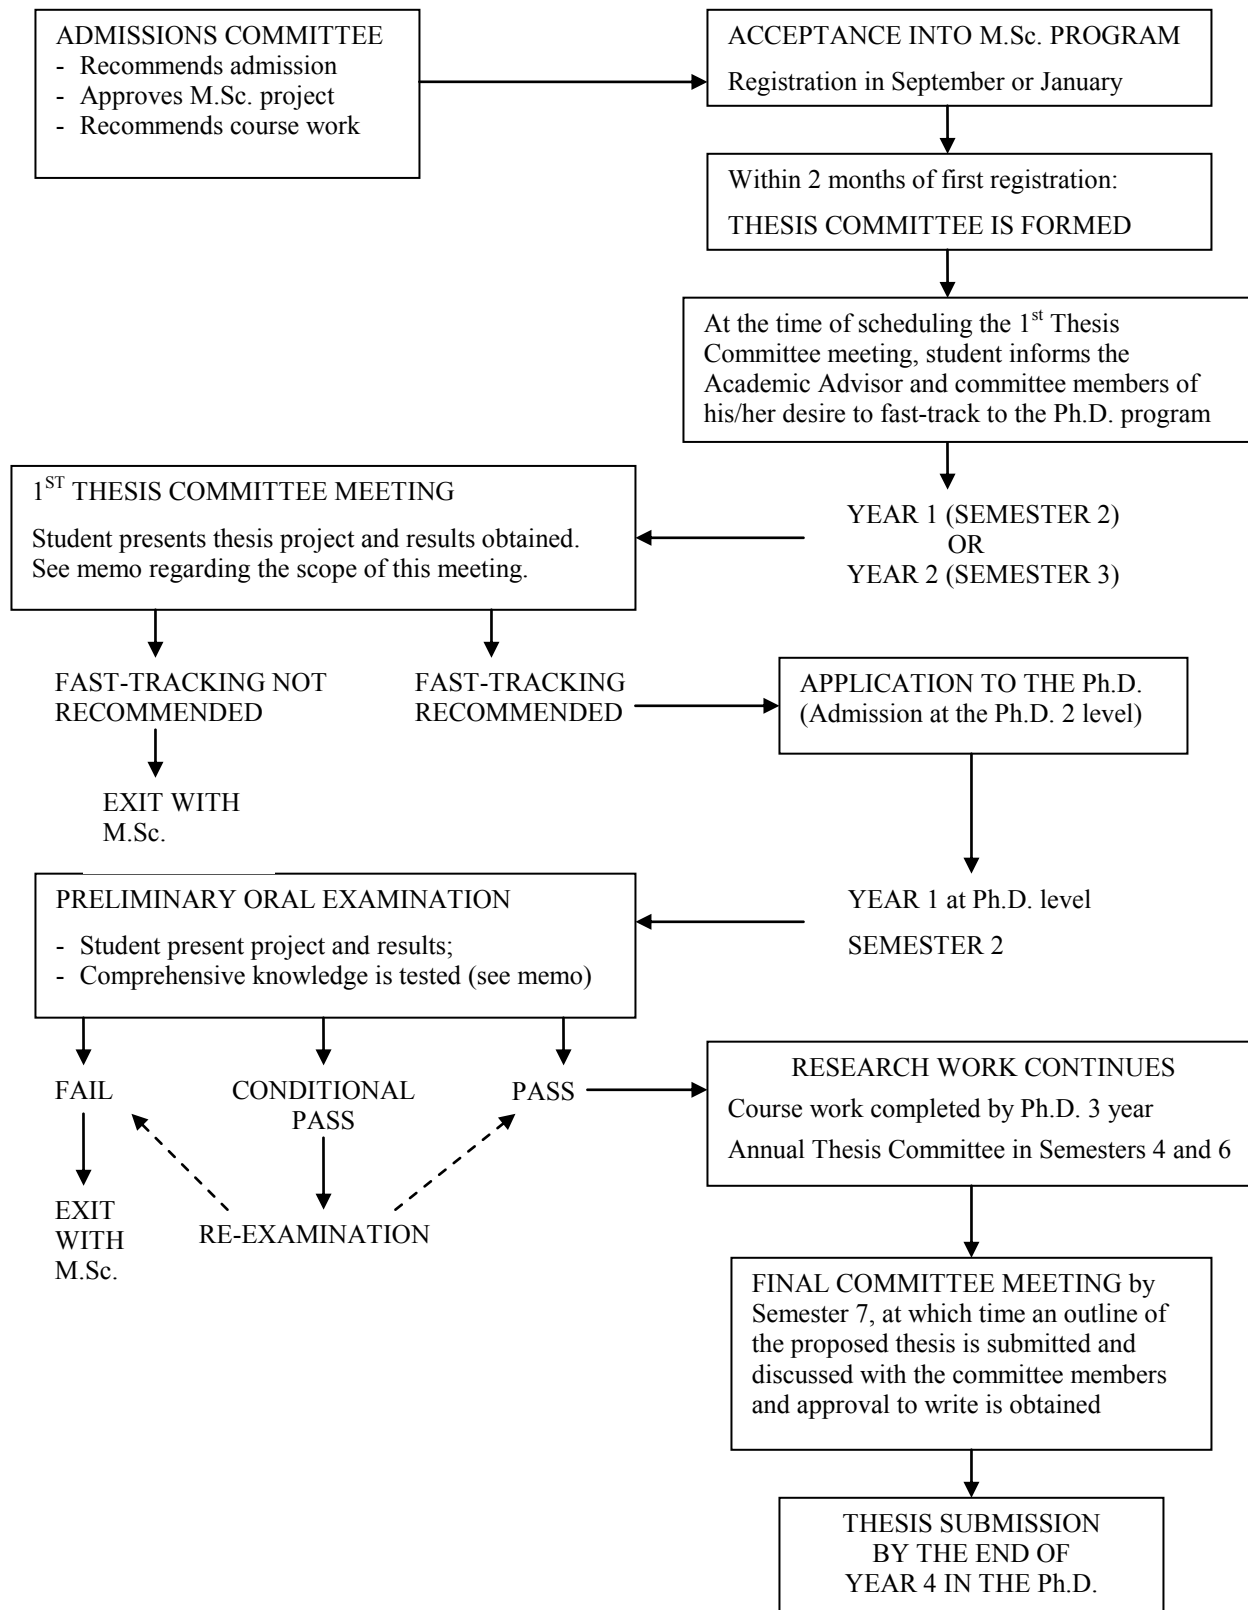 ADMISSIONS COMMITTEE
- Recommends admission
- Approves M.Sc. project
- Recommends course work
ACCEPTANCE INTO M.Sc. PROGRAM
Registration in September or January
Within 2 months of first registration:
THESIS COMMITTEE IS FORMED
At the time of scheduling the 1st Thesis
Committee meeting, student informs the
Academic Advisor and committee members of
his/her desire to fast-track to the Ph.D. program
YEAR 1 (SEMESTER 2)
OR
YEAR 2 (SEMESTER 3)
1ST THESIS COMMITTEE MEETING
Student presents thesis project and results obtained.
See memo regarding the scope of this meeting.
FAST-TRACKING NOT
RECOMMENDED
EXIT WITH
M.Sc.
FAST-TRACKING
RECOMMENDED
APPLICATION TO THE Ph.D.
(Admission at the Ph.D. 2 level)
YEAR 1 at Ph.D. level
SEMESTER 2
PRELIMINARY ORAL EXAMINATION
- Student present project and results;
- Comprehensive knowledge is tested (see memo)
FAIL
EXIT
WITH
M.Sc.
CONDITIONAL
PASS
RE-EXAMINATION
PASS
RESEARCH WORK CONTINUES
Course work completed by Ph.D. 3 year
Annual Thesis Committee in Semesters 4 and 6
FINAL COMMITTEE MEETING by
Semester 7, at which time an outline of
the proposed thesis is submitted and
discussed with the committee members
and approval to write is obtained
THESIS SUBMISSION
BY THE END OF
YEAR 4 IN THE Ph.D.